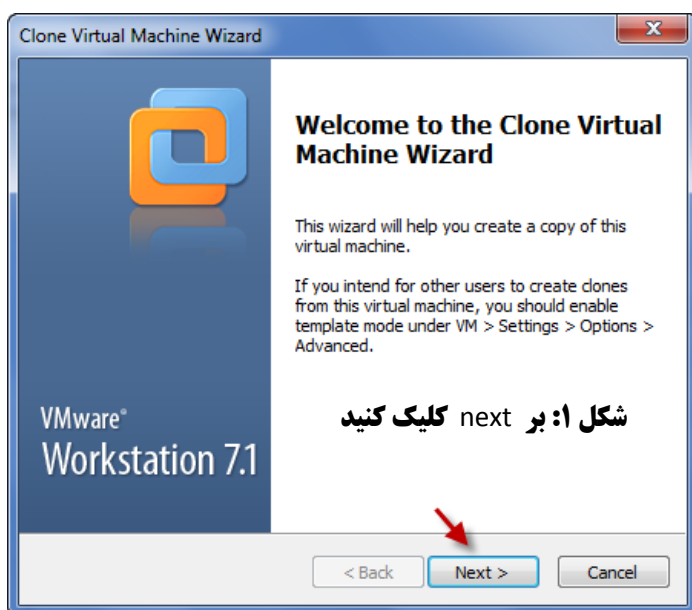 Clone Virtual Machine Wizard
Welcome to the Clone Virtual
Machine Wizard
This wizard will help you create a copy of this
virtual machine.
If you intend for other users to create clones
from this virtual machine, you should enable
template mode under VM > Settings > Options >
Advanced.
شکل ۱: بر next کلیک کنید
VMware®
Workstation 7.1
< Back Next > Cancel